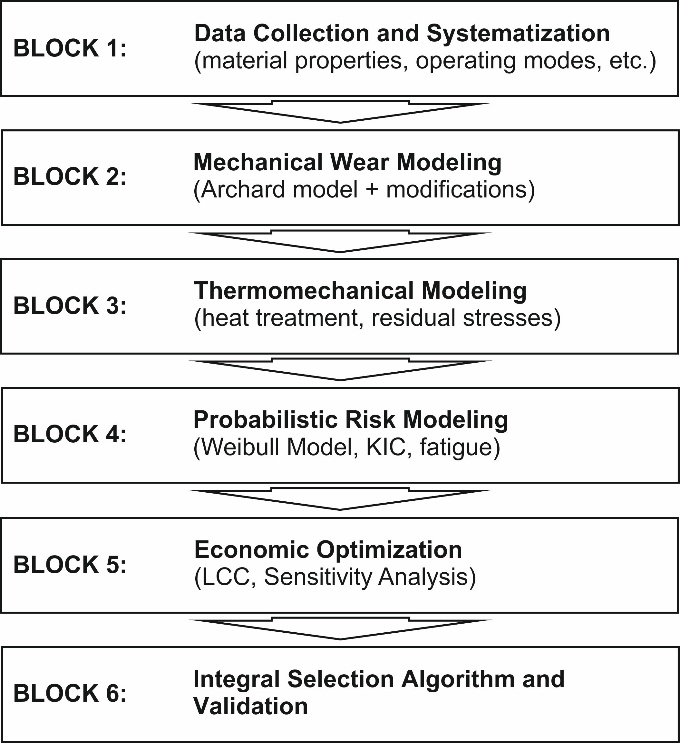 BLOCK 1:
Data Collection and Systematization
(material properties, operating modes, etc.)
BLOCK 2:
Mechanical Wear Modeling
(Archard model + modifications)
BLOCK 3:
Thermomechanical Modeling
(heat treatment, residual stresses)
BLOCK 4:
Probabilistic Risk Modeling
(Weibull Model, KIC, fatigue)
BLOCK 5:
Economic Optimization
(LCC, Sensitivity Analysis)
BLOCK 6:
Integral Selection Algorithm and
Validation